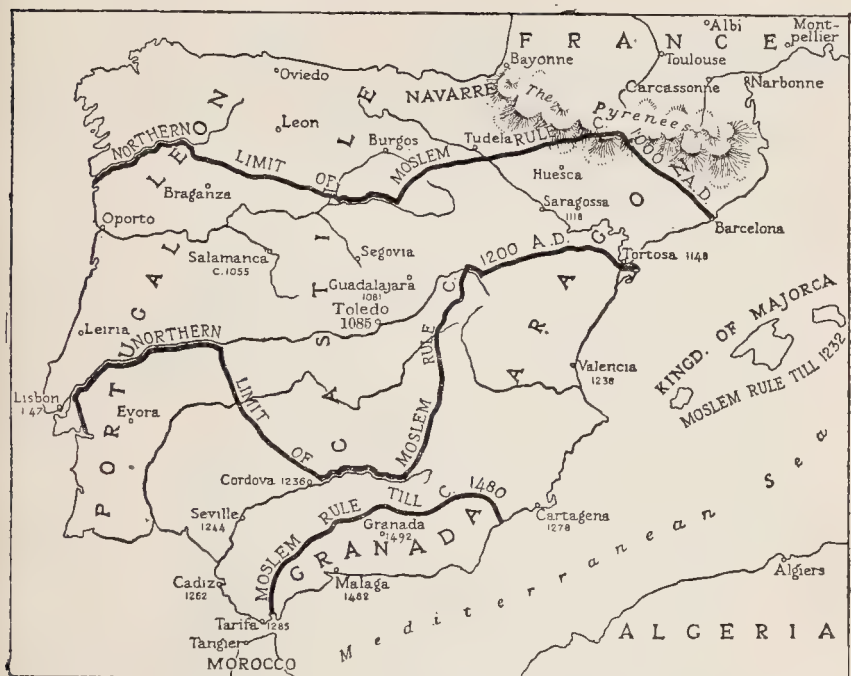 FRANCE
Albi
Montpellier
Bayonne
Toulouse
Carcassonne
Narbonne
Oviedo
NAVARRE
The Pyrenees
Leon
LEON
Burgos
Tudela
NORTHERN LIMIT OF MOSLEM RULE C. 1000 A.D.
Huesca
Braganza
Saragossa
1118
Barcelona
Oporto
Salamanca
C. 1055
Segovia
Tortosa 1148
Guadalajara
1081
Toledo
1085
CASTILE
ARAGO
KINGD. OF MAJORCA
MOSLEM RULE TILL 1232
Leiria
NORTHERN LIMIT OF MOSLEM RULE C. 1200 A.D.
PORTUGAL
Valencia
1238
Lisbon
147
Evora
Cordova 1236
Seville
1244
MOSLEM RULE TILL C. 1480
Granada
1492
GRANADA
Cartagena
1278
Cadiz
1262
Malaga
1482
Mediterranean Sea
Algiers
Tarifa 1285
Tangier
MOROCCO
ALGERIA